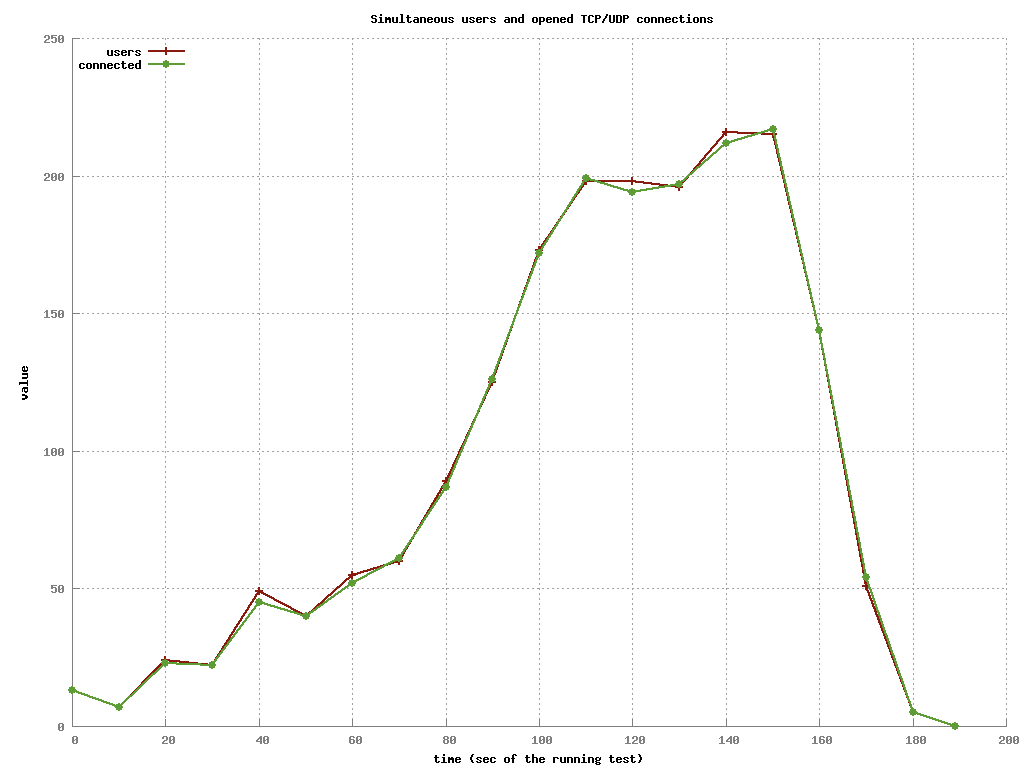 Simultaneous users and opened TCP/UDP connections
250
users
connected
200
150
value
100
50
0
0 20 40 60 80 100 120 140 160 180 200
time (sec of the running test)